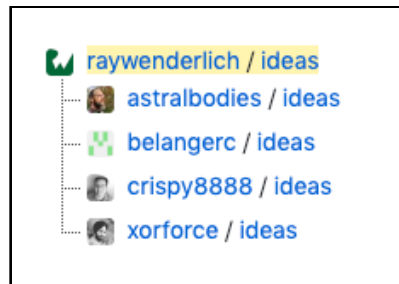 raywenderlich / ideas
astralbodies / ideas
belangerc / ideas
crispy8888 / ideas
xorforce / ideas